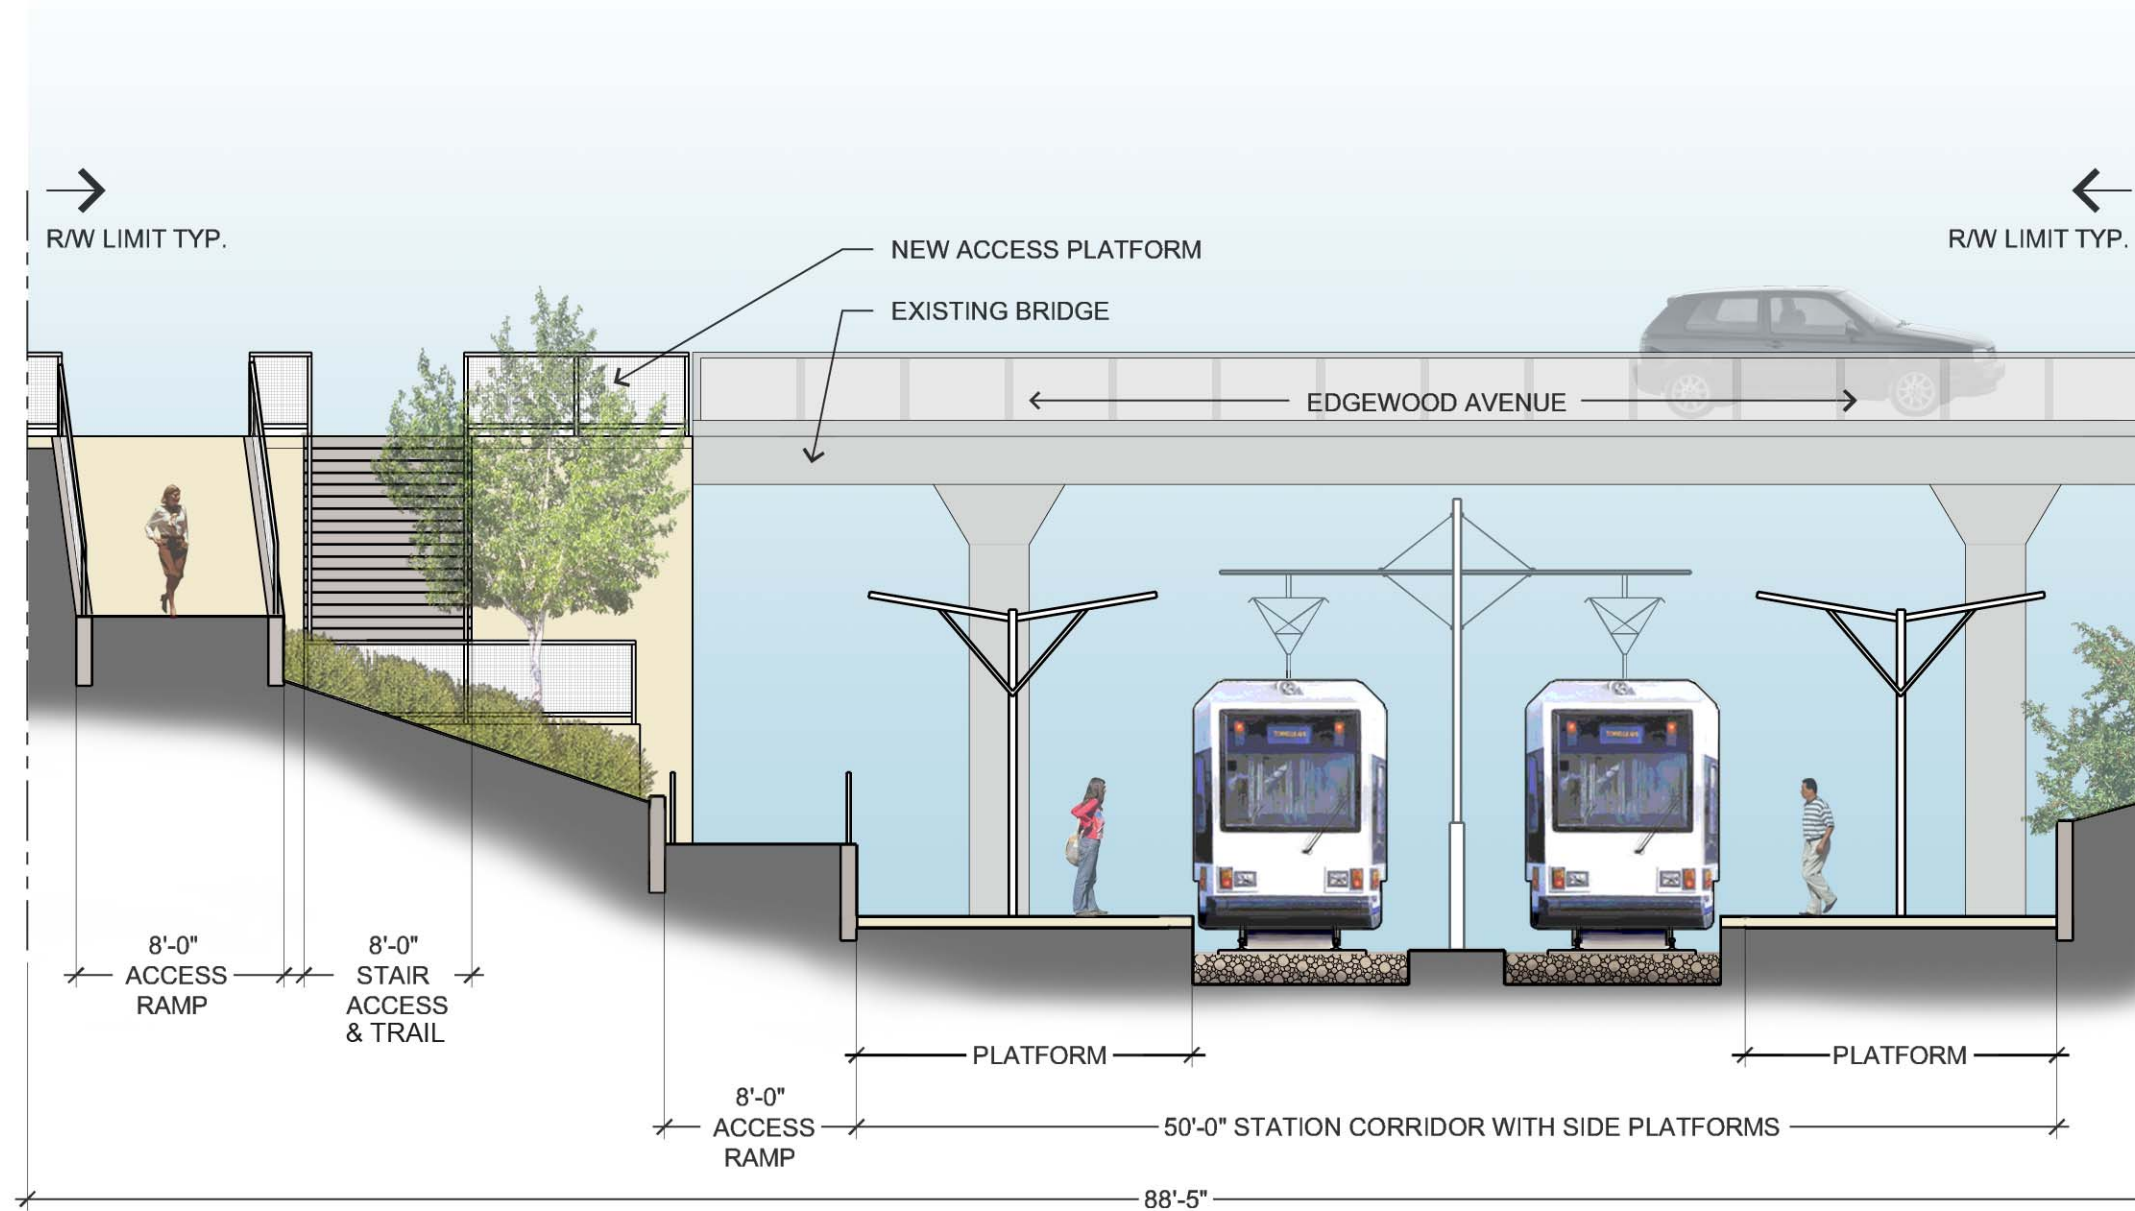 R/W LIMIT TYP.
R/W LIMIT TYP.
NEW ACCESS PLATFORM
EXISTING BRIDGE
EDGEWOOD AVENUE
8'-0"
ACCESS
RAMP
8'-0"
STAIR
ACCESS
& TRAIL
PLATFORM
PLATFORM
8'-0"
ACCESS
RAMP
50'-0" STATION CORRIDOR WITH SIDE PLATFORMS
88'-5"